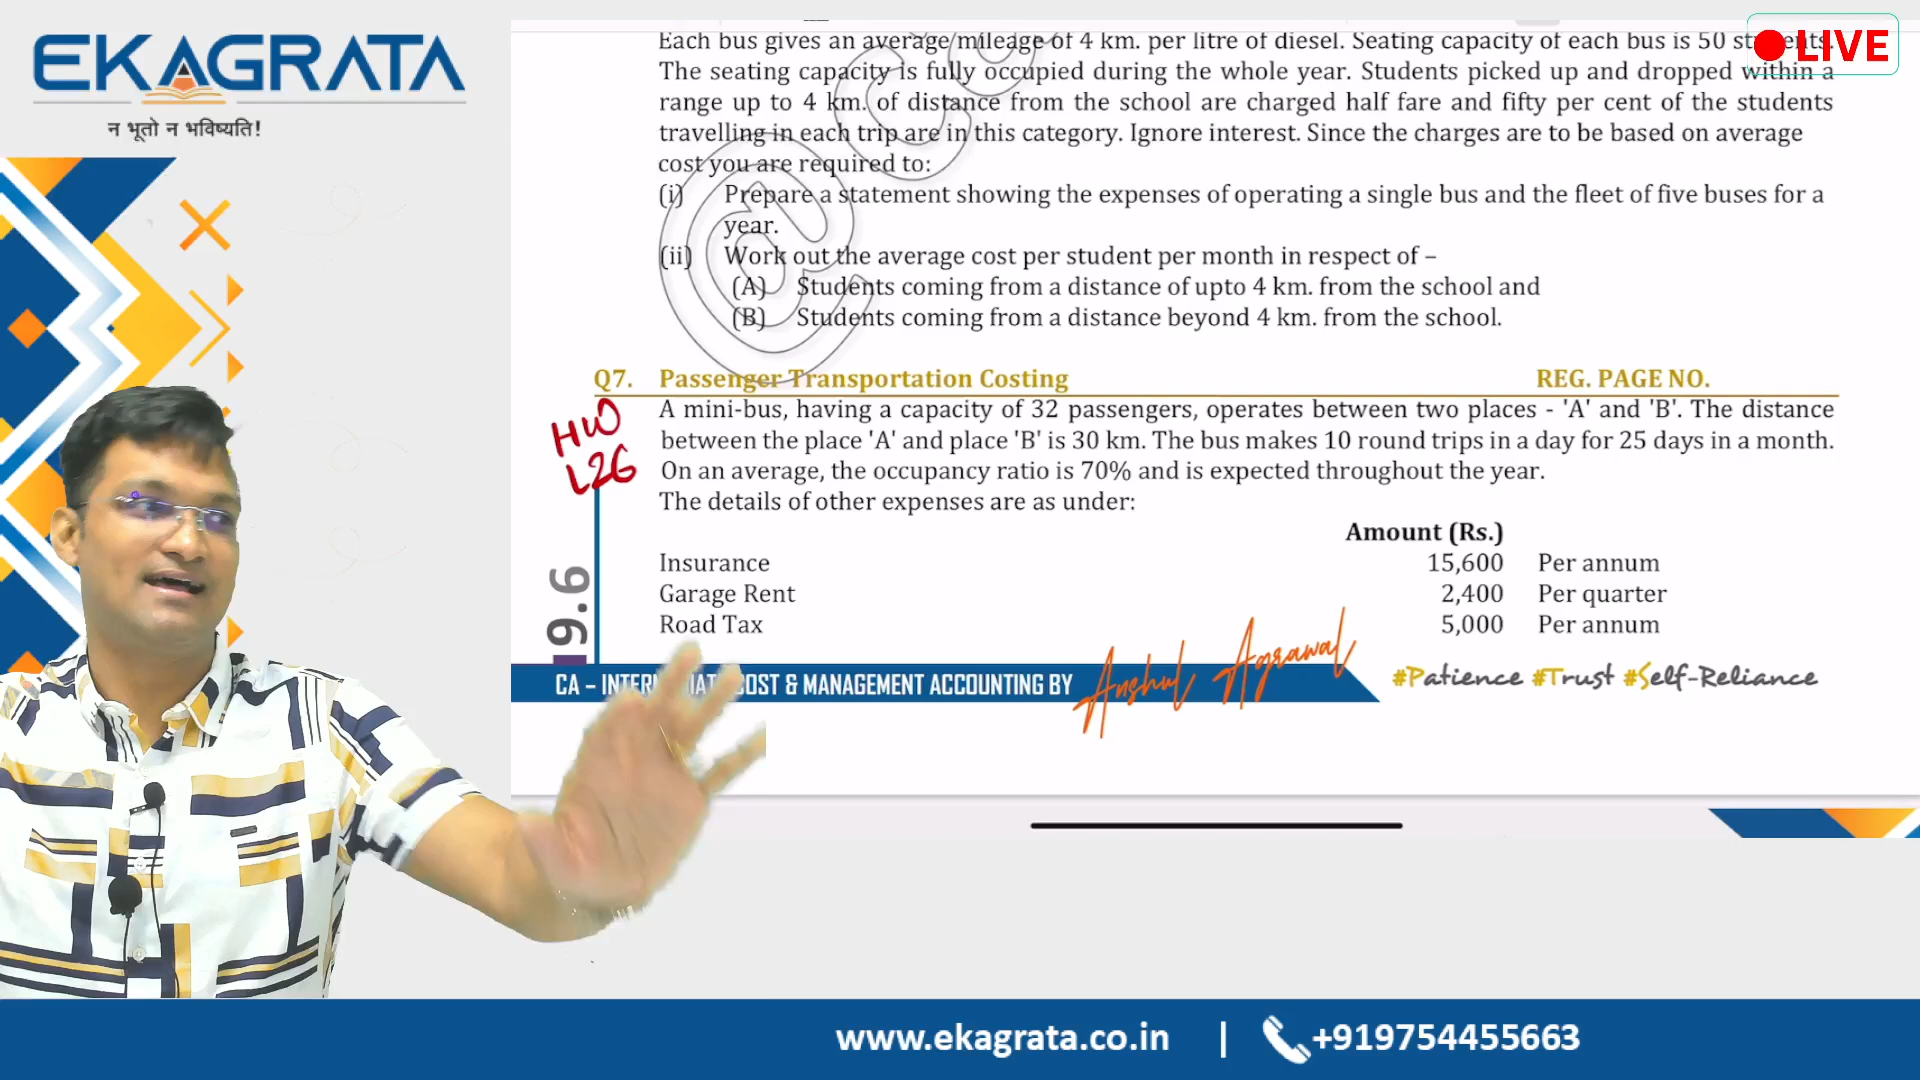 EKAGRATA
न भूतो न भविष्यति!
LIVE
Each bus gives an average mileage of 4 km. per litre of diesel. Seating capacity of each bus is 50 students.
The seating capacity is fully occupied during the whole year. Students picked up and dropped within a
range up to 4 km. of distance from the school are charged half fare and fifty per cent of the students
travelling in each trip are in this category. Ignore interest. Since the charges are to be based on average
cost you are required to:
(i) Prepare a statement showing the expenses of operating a single bus and the fleet of five buses for a
year.
(ii) Work out the average cost per student per month in respect of –
(A) Students coming from a distance of upto 4 km. from the school and
(B) Students coming from a distance beyond 4 km. from the school.
Q7. Passenger Transportation Costing REG. PAGE NO.
HW
L26
A mini-bus, having a capacity of 32 passengers, operates between two places - 'A' and 'B'. The distance
between the place 'A' and place 'B' is 30 km. The bus makes 10 round trips in a day for 25 days in a month.
On an average, the occupancy ratio is 70% and is expected throughout the year.
The details of other expenses are as under:
Amount (Rs.)
Insurance 15,600 Per annum
Garage Rent 2,400 Per quarter
Road Tax 5,000 Per annum
19.6
CA – COST & MANAGEMENT ACCOUNTING BY Anshul Agrawal
#Patience #Trust #Self-Reliance
www.ekagrata.co.in | +919754455663